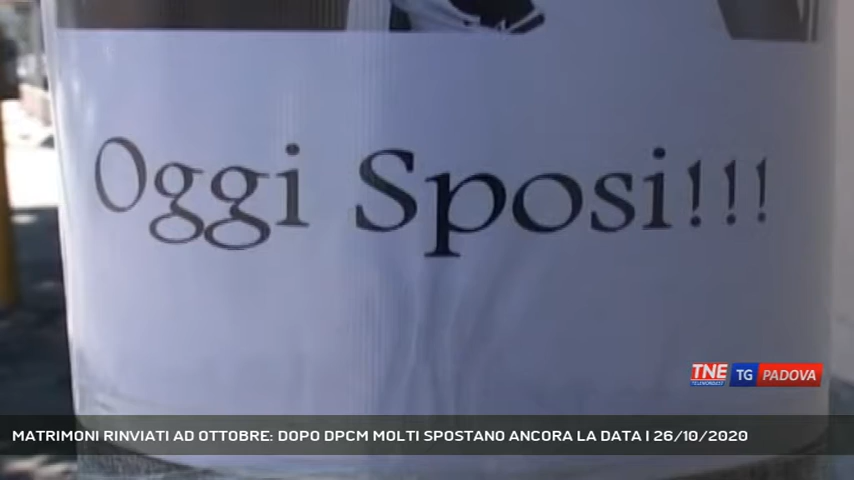 Oggi Sposi!!!
TNE TG PADOVA
TELENORDEST
MATRIMONI RINVIATI AD OTTOBRE: DOPO DPCM MOLTI SPOSTANO ANCORA LA DATA | 26/10/2020